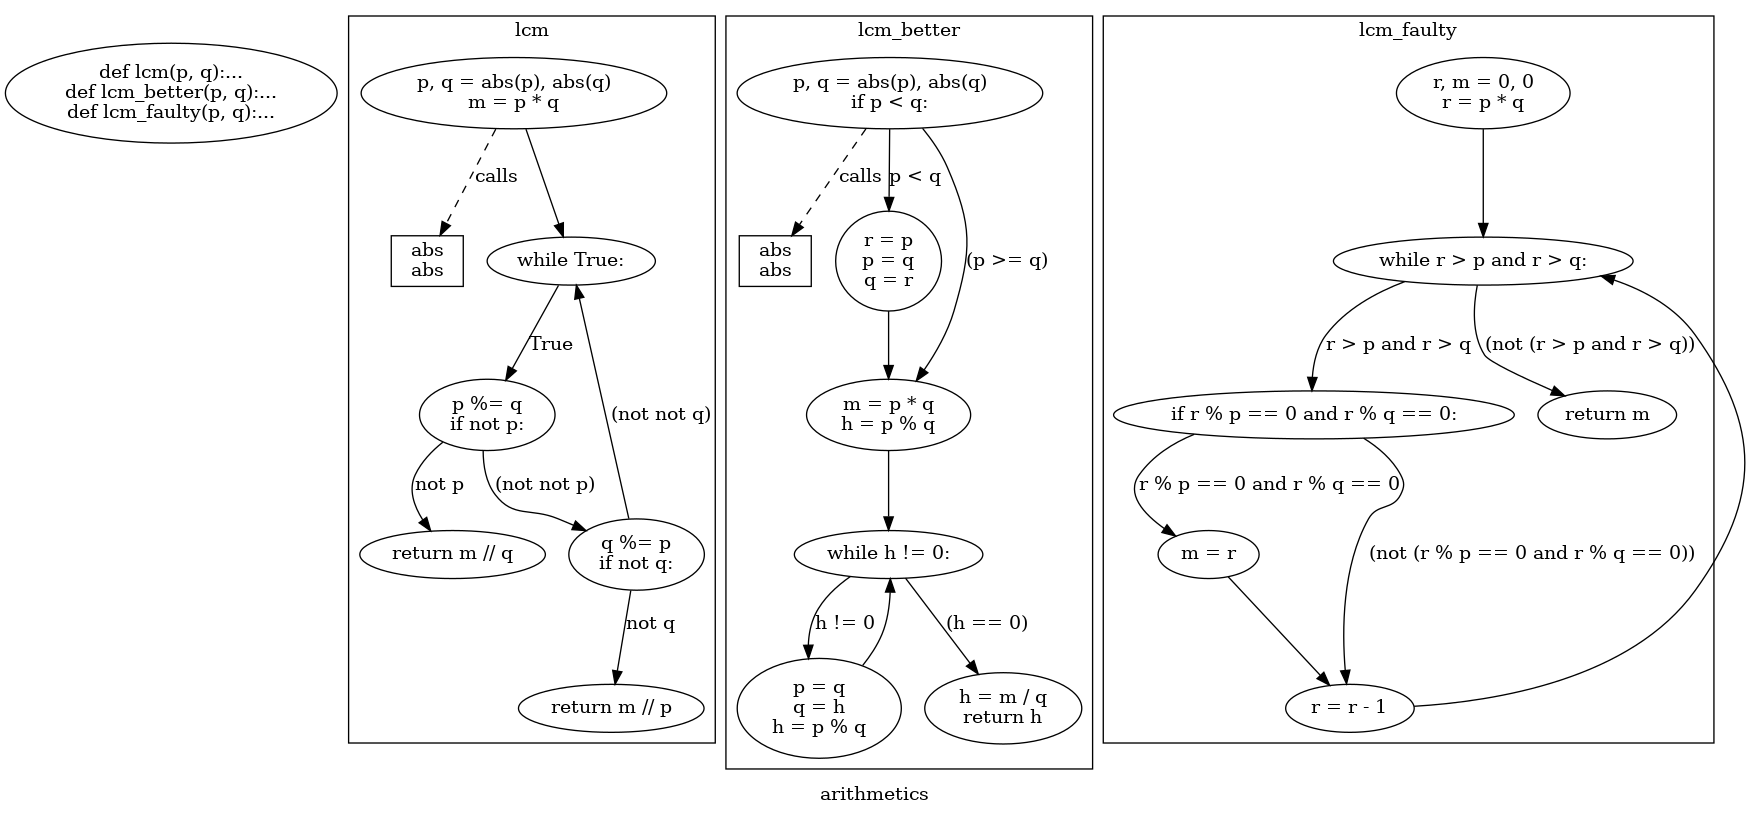 def lcm(p, q):...
def lcm_better(p, q):...
def lcm_faulty(p, q):...
lcm
p, q = abs(p), abs(q)
m = p * q
calls
abs
abs
while True:
True
p %= q
if not p:
(not not q)
not p
(not not p)
return m // q
q %= p
if not q:
not q
return m // p
lcm_better
p, q = abs(p), abs(q)
if p < q:
calls
p < q
abs
abs
r = p
p = q
q = r
(p >= q)
m = p * q
h = p % q
while h != 0:
h != 0
(h == 0)
p = q
q = h
h = p % q
h = m / q
return h
lcm_faulty
r, m = 0, 0
r = p * q
while r > p and r > q:
r > p and r > q
(not (r > p and r > q))
if r % p == 0 and r % q == 0:
return m
r % p == 0 and r % q == 0
m = r
(not (r % p == 0 and r % q == 0))
r = r - 1
arithmetics